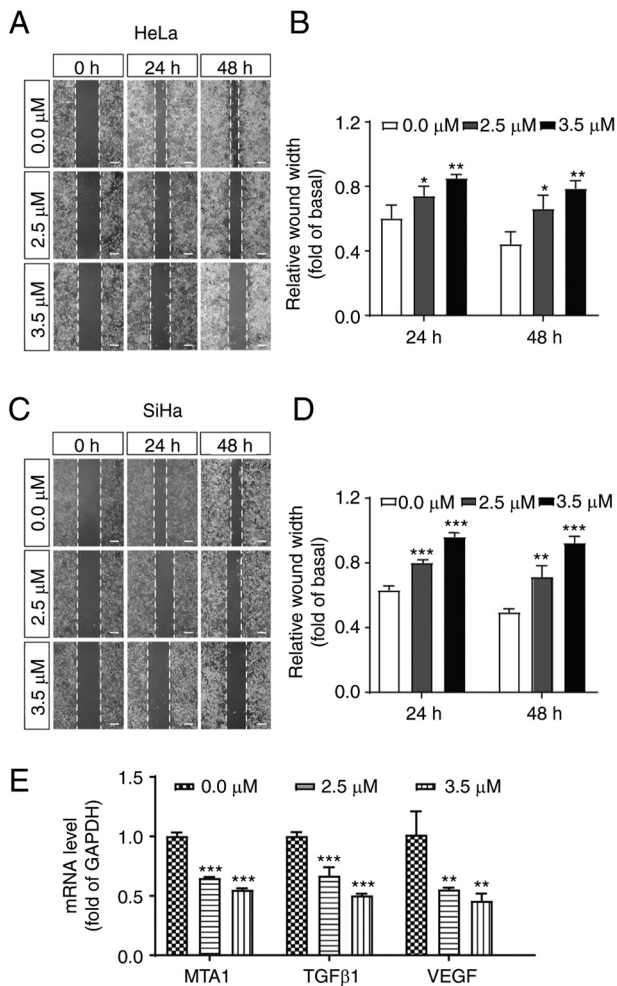 A
HeLa
0 h
24 h
48 h
0.0 μM
2.5 μM
3.5 μM
B
1.2
0.8
0.4
0.0
Relative wound width
(fold of basal)
0.0 μM
2.5 μM
3.5 μM
*
**
*
**
24 h
48 h
C
SiHa
0 h
24 h
48 h
0.0 μM
2.5 μM
3.5 μM
D
1.2
0.8
0.4
0.0
Relative wound width
(fold of basal)
0.0 μM
2.5 μM
3.5 μM
***
***
**
***
24 h
48 h
E
1.5
1.0
0.5
0.0
mRNA level
(fold of GAPDH)
0.0 μM
2.5 μM
3.5 μM
***
***
***
***
**
**
MTA1
TGFβ1
VEGF